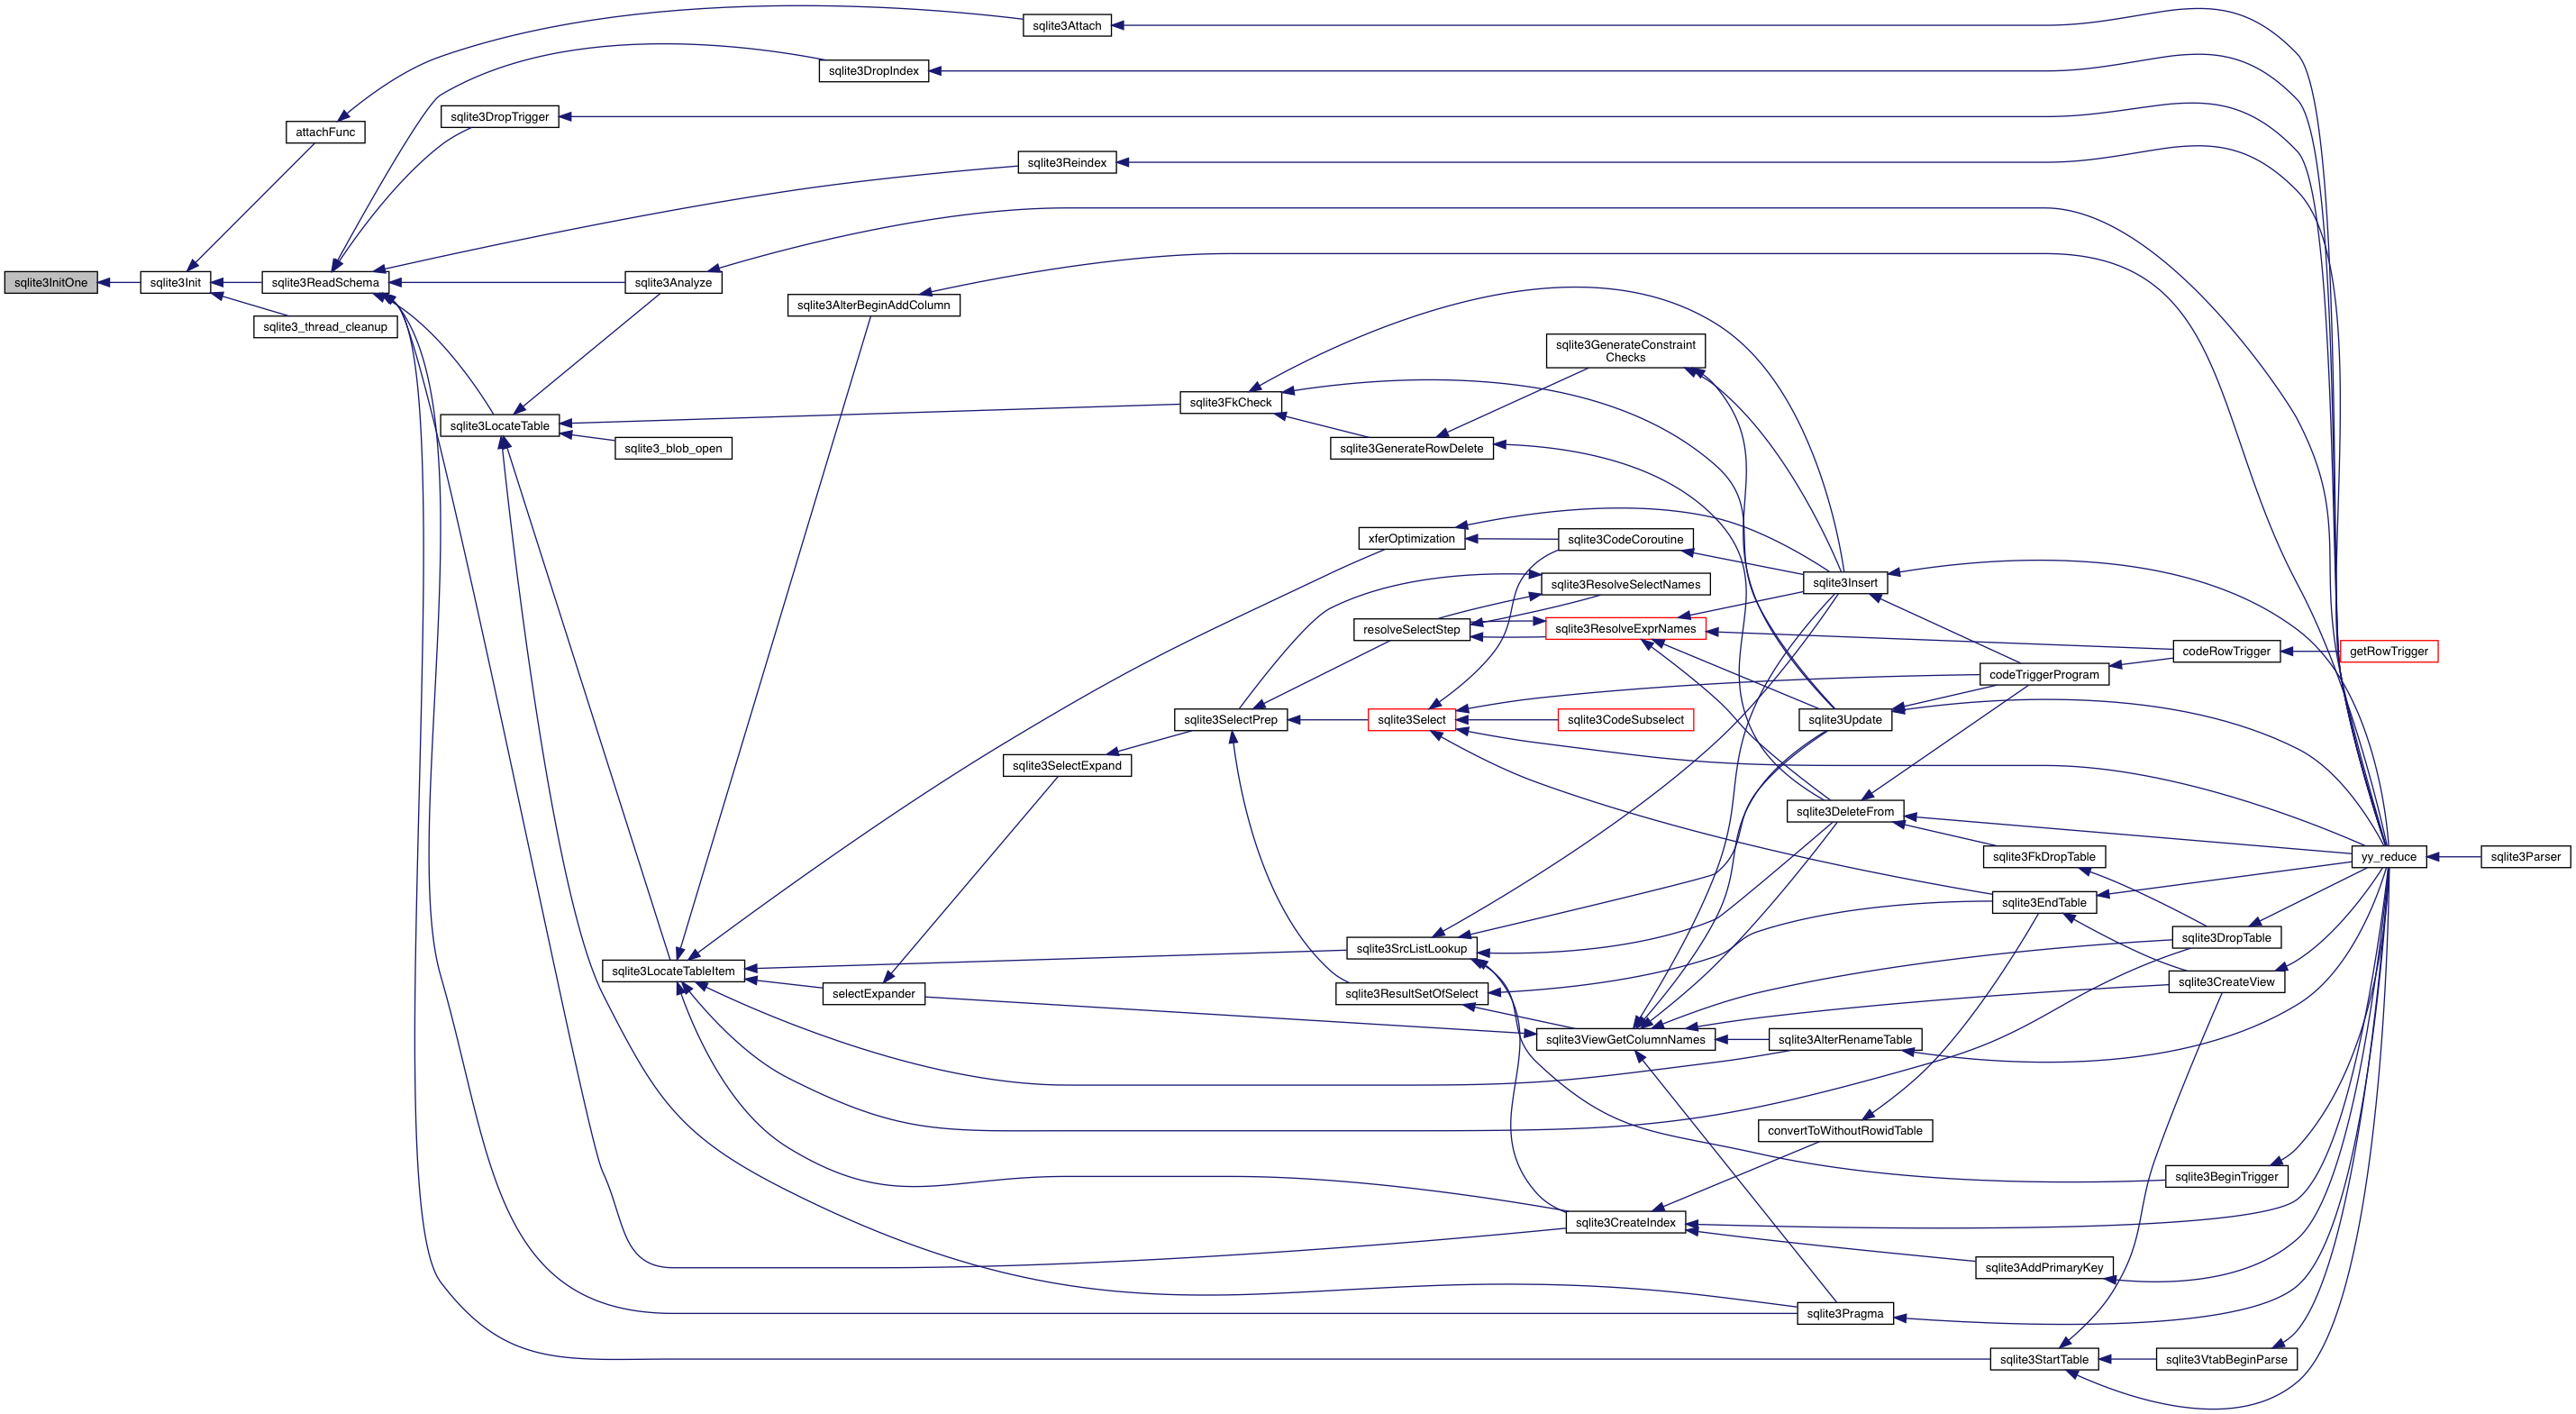 sqlite3Attach
sqlite3DropIndex
sqlite3DropTrigger
attachFunc
sqlite3Reindex
sqlite3InitOne
sqlite3Init
sqlite3ReadSchema
sqlite3Analyze
sqlite3AlterBeginAddColumn
sqlite3_thread_cleanup
sqlite3GenerateConstraint
Checks
sqlite3FkCheck
sqlite3LocateTable
sqlite3_blob_open
sqlite3GenerateRowDelete
xferOptimization
sqlite3CodeCoroutine
sqlite3ResolveSelectNames
sqlite3Insert
resolveSelectStep
sqlite3ResolveExprNames
codeRowTrigger
getRowTrigger
codeTriggerProgram
sqlite3SelectPrep
sqlite3Select
sqlite3CodeSubselect
sqlite3Update
sqlite3SelectExpand
sqlite3DeleteFrom
sqlite3FkDropTable
yy_reduce
sqlite3Parser
sqlite3EndTable
sqlite3DropTable
sqlite3SrcListLookup
sqlite3LocateTableItem
sqlite3CreateView
selectExpander
sqlite3ResultSetOfSelect
sqlite3ViewGetColumnNames
sqlite3AlterRenameTable
convertToWithoutRowidTable
sqlite3BeginTrigger
sqlite3CreateIndex
sqlite3AddPrimaryKey
sqlite3Pragma
sqlite3StartTable
sqlite3VtabBeginParse